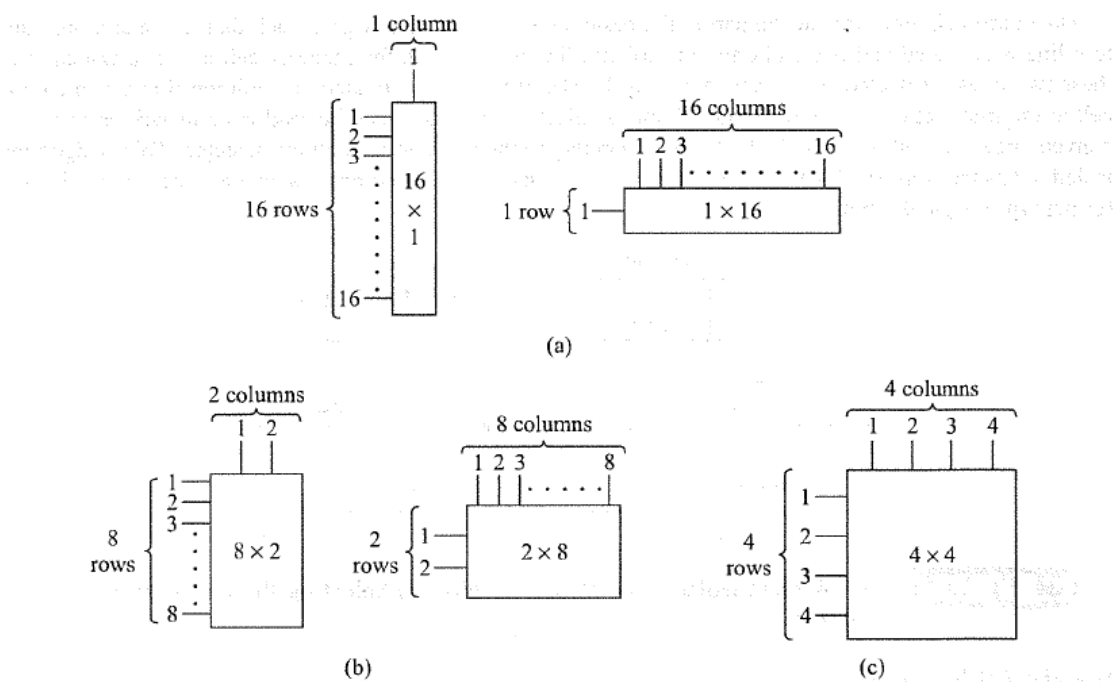 1 column
1
1
2
3
16 rows
16
×
1
16
(a)
16 columns
1 2 3 16
1 row
1
1 × 16
2 columns
1 2
1
2
3
8
rows
8 × 2
8
8 columns
1 2 3 8
2
rows
1
2
2 × 8
(b)
4 columns
1 2 3 4
4
rows
1
2
3
4
4 × 4
(c)